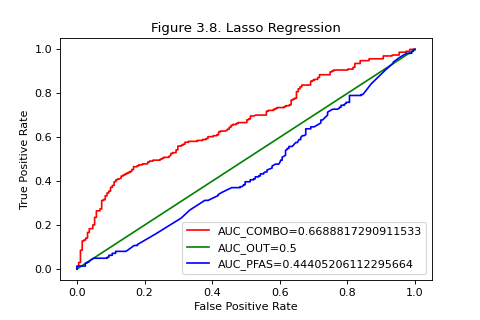 Figure 3.8. Lasso Regression
1.0
0.8
0.6
0.4
0.2
0.0
True Positive Rate
AUC_COMBO=0.6688817290911533
AUC_OUT=0.5
AUC_PFAS=0.44405206112295664
0.0 0.2 0.4 0.6 0.8 1.0
False Positive Rate